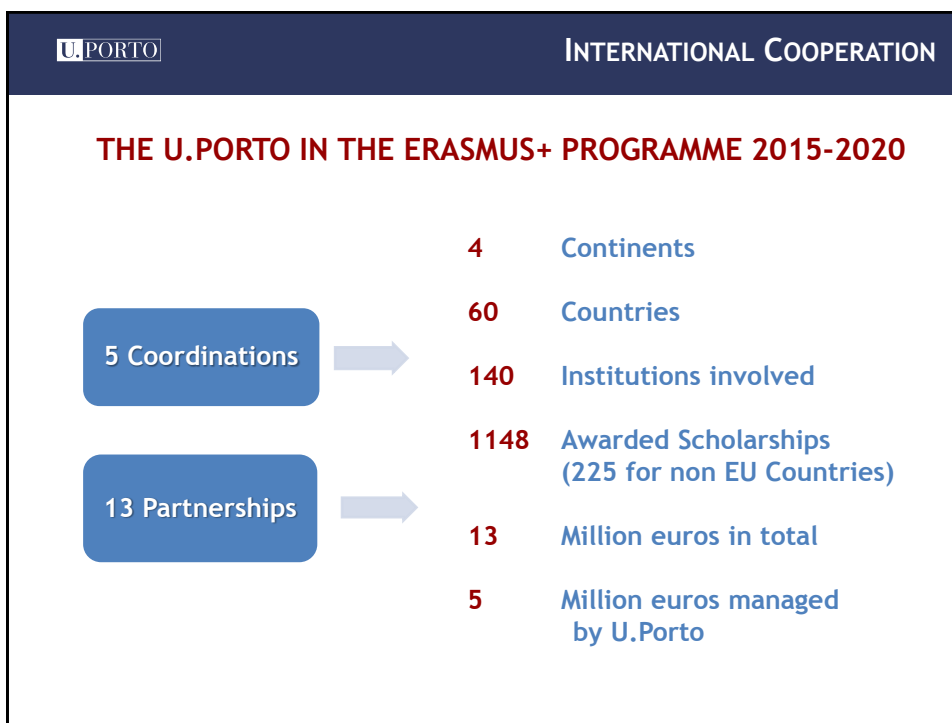 U.PORTO
INTERNATIONAL COOPERATION
THE U.PORTO IN THE ERASMUS+ PROGRAMME 2015-2020
5 Coordinations
13 Partnerships
4 Continents
60 Countries
140 Institutions involved
1148 Awarded Scholarships
(225 for non EU Countries)
13 Million euros in total
5 Million euros managed
by U.Porto